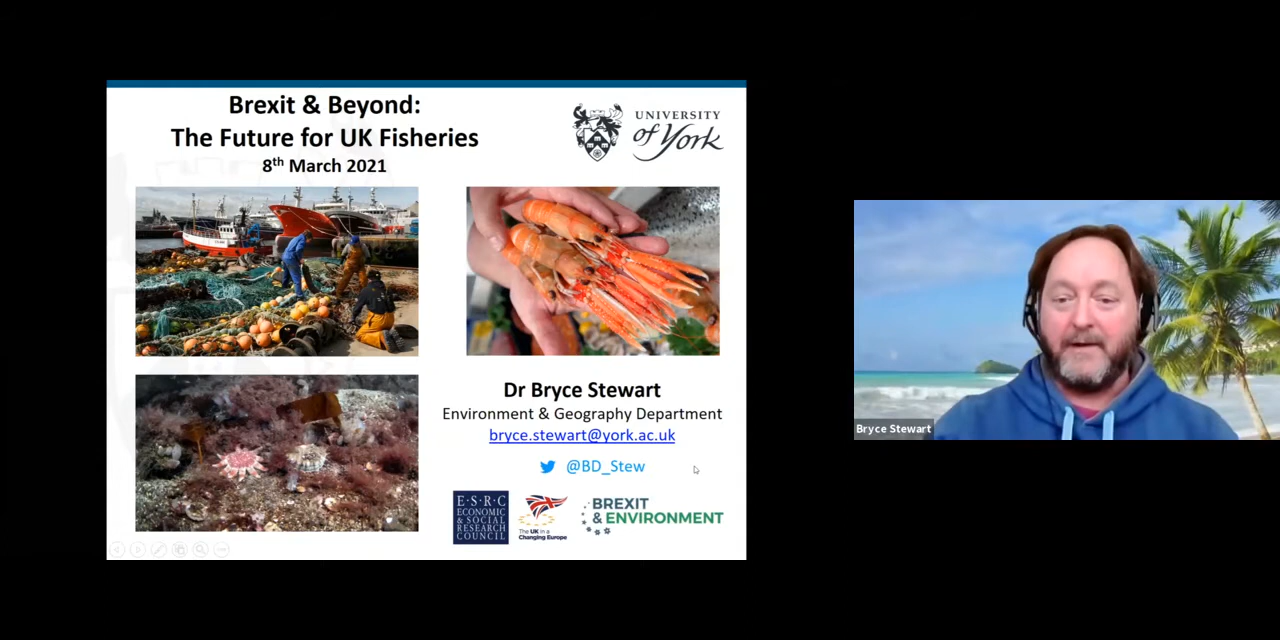 Brexit & Beyond:
The Future for UK Fisheries
8th March 2021
UNIVERSITY
of York
Dr Bryce Stewart
Environment & Geography Department
bryce.stewart@york.ac.uk
@BD_Stew
E·S·R·C
ECONOMIC
& SOCIAL
RESEARCH
COUNCIL
The UK in a
Changing Europe
BREXIT
& ENVIRONMENT
Bryce Stewart